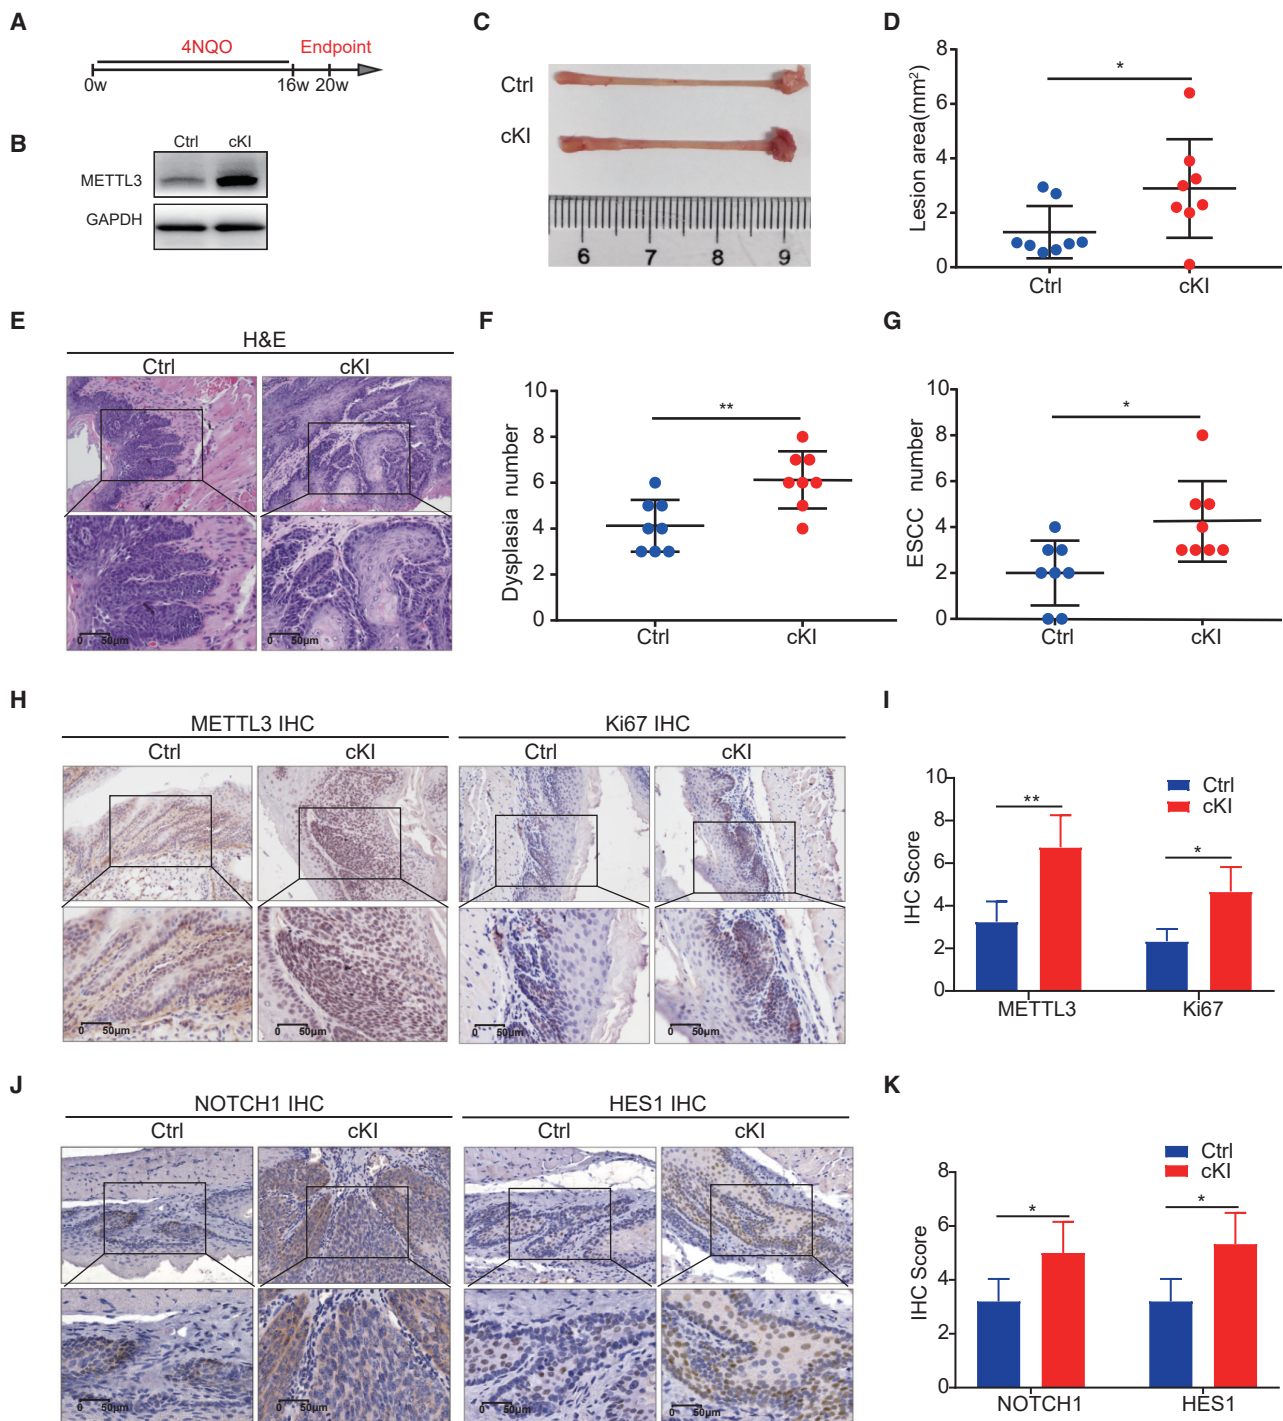 A
4NQO
Endpoint
0w
16w
20w
B
Ctrl
cKI
METTL3
GAPDH
C
Ctrl
cKI
6
7
8
9
D
Lesion area(mm²)
8
6
4
2
0
*
Ctrl
cKI
E
H&E
Ctrl
cKI
0 50μm
0 50μm
F
Dysplasia number
10
8
6
4
2
0
**
Ctrl
cKI
G
ESCC number
10
8
6
4
2
0
*
Ctrl
cKI
H
METTL3 IHC
Ki67 IHC
Ctrl
cKI
Ctrl
cKI
0 50μm
0 50μm
0 50μm
0 50μm
I
IHC Score
10
8
6
4
2
0
Ctrl
cKI
**
*
METTL3
Ki67
J
NOTCH1 IHC
HES1 IHC
Ctrl
cKI
Ctrl
cKI
0 50μm
0 50μm
0 50μm
0 50μm
K
IHC Score
8
6
4
2
0
Ctrl
cKI
*
*
NOTCH1
HES1